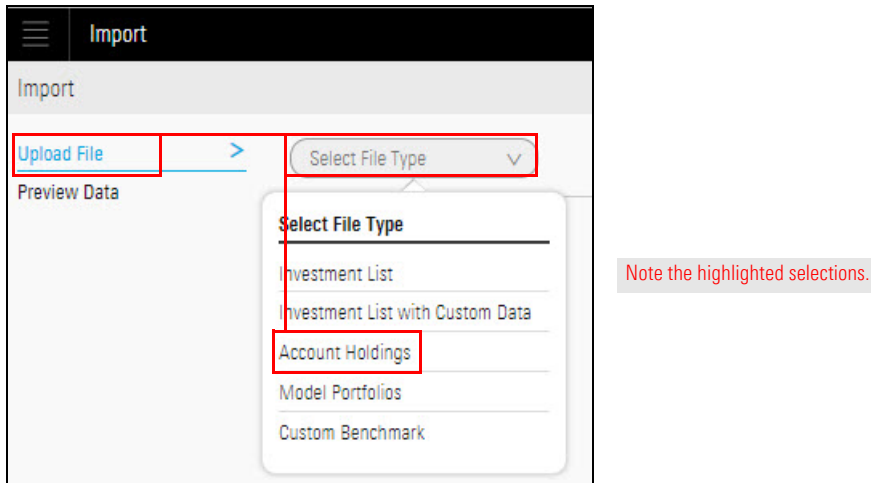 Import
Import
Upload File
Select File Type
Preview Data
Select File Type
Investment List
Investment List with Custom Data
Account Holdings
Model Portfolios
Custom Benchmark
Note the highlighted selections.